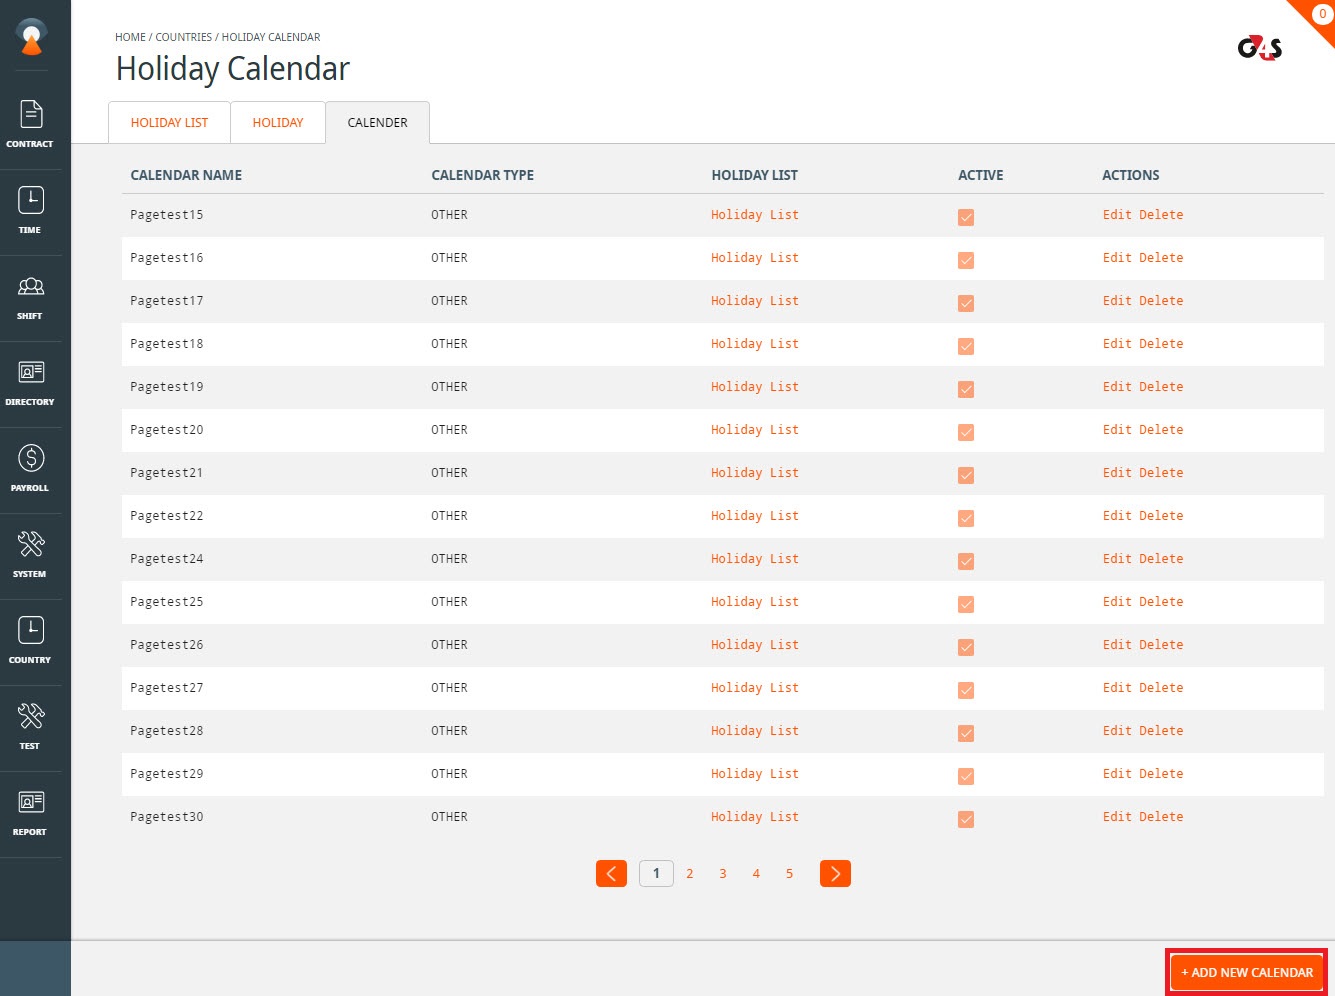 0
HOME / COUNTRIES / HOLIDAY CALENDAR
G4S
Holiday Calendar
HOLIDAY LIST HOLIDAY CALENDER
CONTRACT
TIME
SHIFT
DIRECTORY
PAYROLL
SYSTEM
COUNTRY
TEST
REPORT
CALENDAR NAME CALENDAR TYPE HOLIDAY LIST ACTIVE ACTIONS
Pagetest15 OTHER Holiday List Edit Delete
Pagetest16 OTHER Holiday List Edit Delete
Pagetest17 OTHER Holiday List Edit Delete
Pagetest18 OTHER Holiday List Edit Delete
Pagetest19 OTHER Holiday List Edit Delete
Pagetest20 OTHER Holiday List Edit Delete
Pagetest21 OTHER Holiday List Edit Delete
Pagetest22 OTHER Holiday List Edit Delete
Pagetest24 OTHER Holiday List Edit Delete
Pagetest25 OTHER Holiday List Edit Delete
Pagetest26 OTHER Holiday List Edit Delete
Pagetest27 OTHER Holiday List Edit Delete
Pagetest28 OTHER Holiday List Edit Delete
Pagetest29 OTHER Holiday List Edit Delete
Pagetest30 OTHER Holiday List Edit Delete
1 2 3 4 5
+ ADD NEW CALENDAR